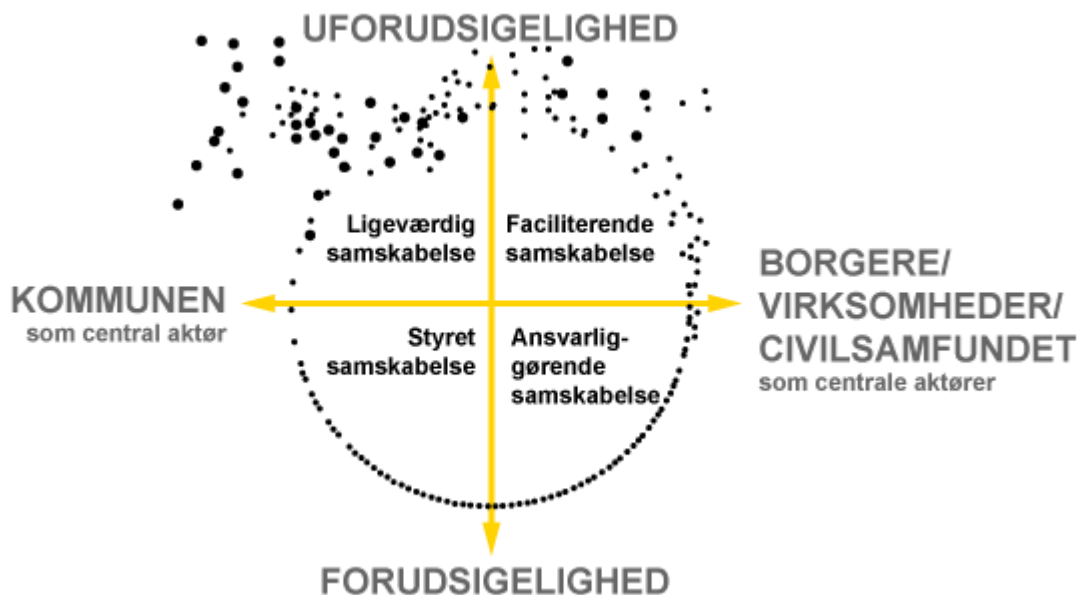 UFORUDSIGELIGHED
Ligeværdig
samskabelse
Faciliterende
samskabelse
KOMMUNEN
som central aktør
BORGERE/
VIRKSOMHEDER/
CIVILSAMFUNDET
som centrale aktører
Styret
samskabelse
Ansvarlig-
gørende
samskabelse
FORUDSIGELIGHED